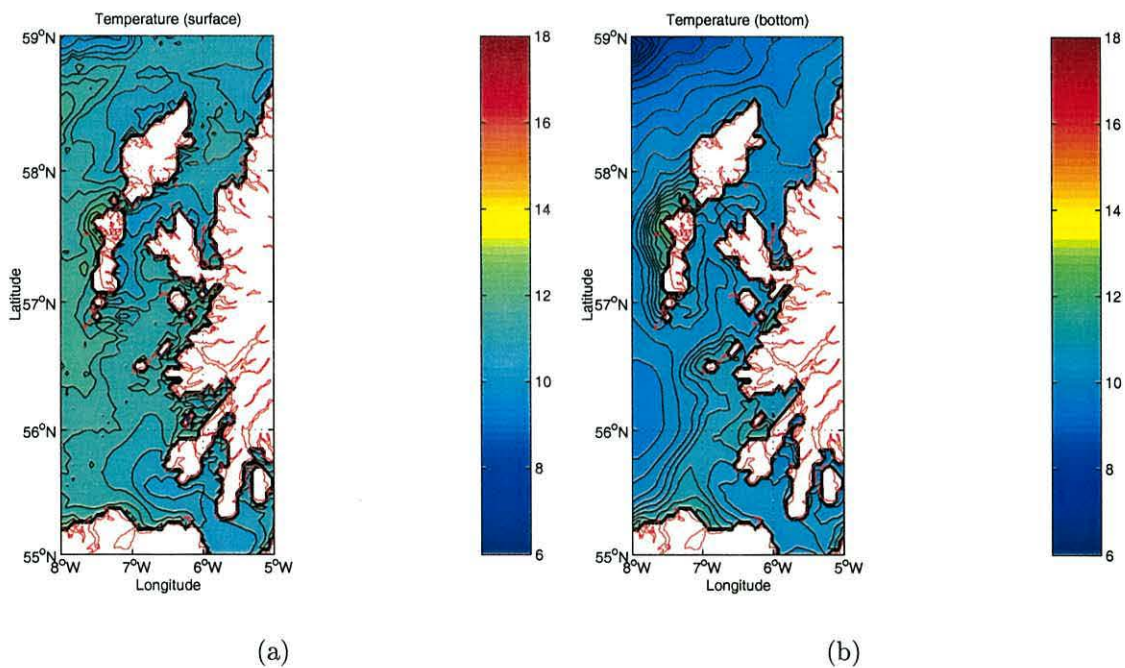 Temperature (surface)
59°N
58°N
57°N
56°N
55°N
Latitude
8°W 7°W 6°W 5°W
Longitude
18
16
14
12
10
8
6
(a)
Temperature (bottom)
59°N
58°N
57°N
56°N
55°N
Latitude
8°W 7°W 6°W 5°W
Longitude
18
16
14
12
10
8
6
(b)